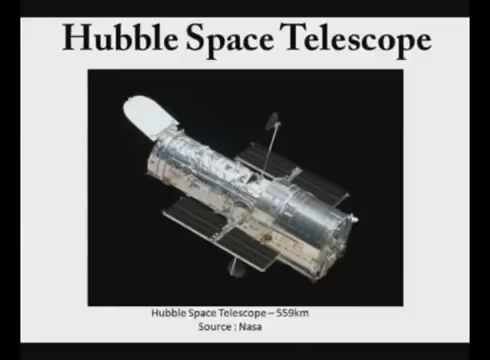 Hubble Space Telescope
Hubble Space Telescope – 559km
Source : Nasa